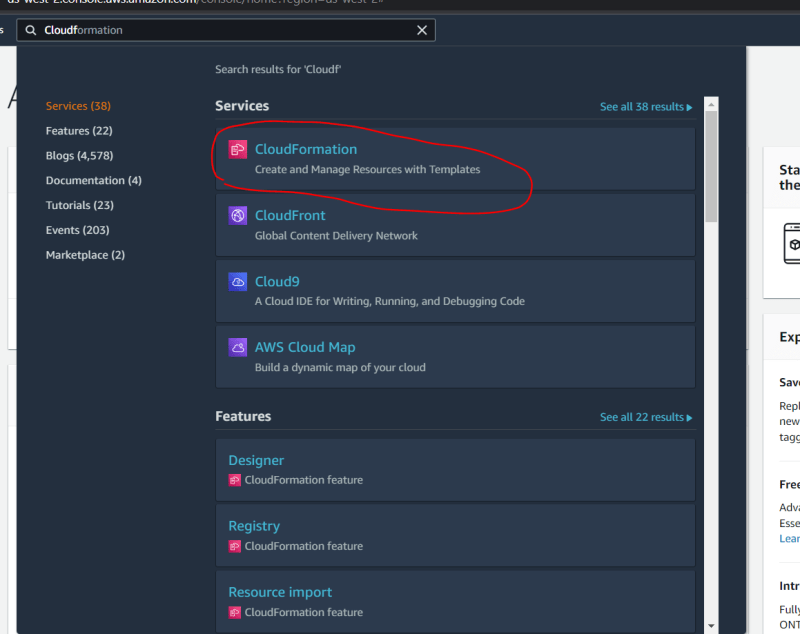 us-west-2.console.aws.amazon.com/console/home?region=us-west-2#
s
Cloudformation
Search results for 'Cloudf'
Services (38)
Features (22)
Blogs (4,578)
Documentation (4)
Tutorials (23)
Events (203)
Marketplace (2)
Services
See all 38 results
CloudFormation
Create and Manage Resources with Templates
CloudFront
Global Content Delivery Network
Cloud9
A Cloud IDE for Writing, Running, and Debugging Code
AWS Cloud Map
Build a dynamic map of your cloud
Features
See all 22 results
Designer
CloudFormation feature
Registry
CloudFormation feature
Resource import
CloudFormation feature
A
Sta
the
Exp
Save
Repl
new
tagg
Free
Adva
Esse
Lear
Intr
Fully
ONT